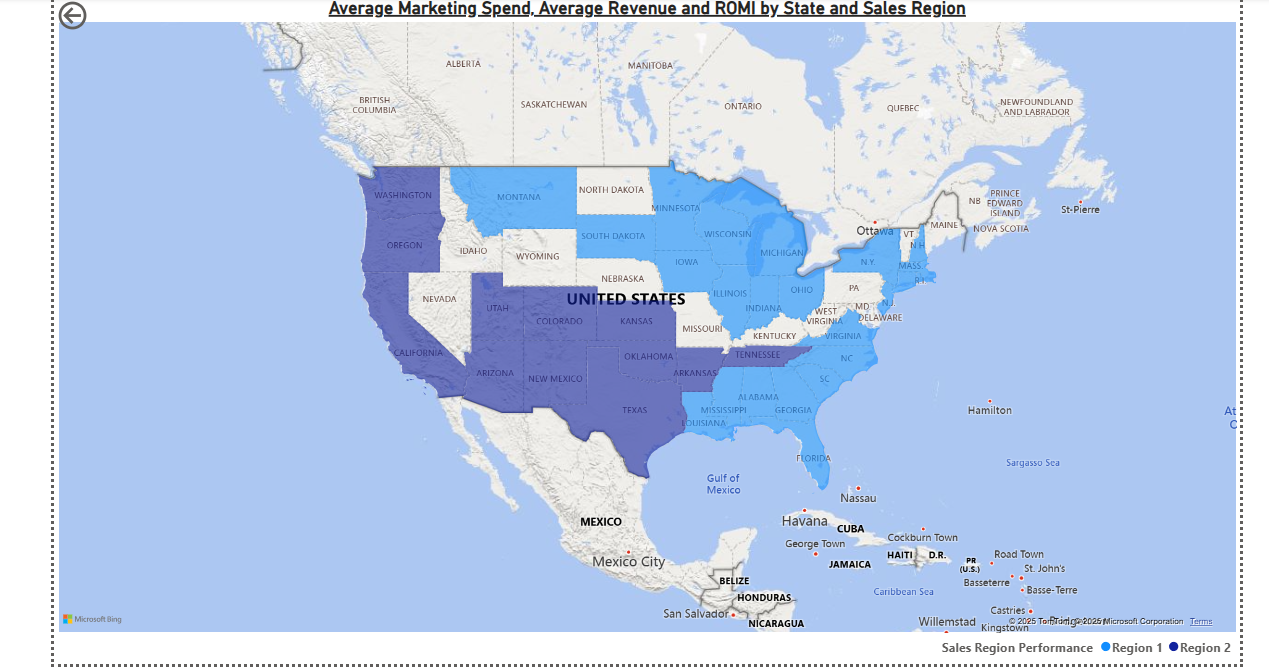 Average Marketing Spend, Average Revenue and ROMI by State and Sales Region
ALBERTA
MANITOBA
BRITISH
COLUMBIA
SASKATCHEWAN
ONTARIO
QUEBEC
NEWFOUNDLAND
AND LABRADOR
WASHINGTON
MONTANA
NORTH DAKOTA
MINNESOTA
NB
PRINCE
EDWARD
ISLAND
St-Pierre
MAINE
NOVA SCOTIA
Ottawa
VT
N H
OREGON
IDAHO
WYOMING
SOUTH DAKOTA
WISCONSIN
MICHIGAN
N.Y.
MASS
R I
IOWA
NEBRASKA
NEVADA
UTAH
UNITED STATES
ILLINOIS
INDIANA
OHIO
PA
N.J.
MD
DELAWARE
WEST
VIRGINIA
VIRGINIA
COLORADO
KANSAS
MISSOURI
KENTUCKY
CALIFORNIA
ARIZONA
NEW MEXICO
OKLAHOMA
ARKANSAS
TENNESSEE
NC
SC
TEXAS
MISSISSIPPI
ALABAMA
GEORGIA
LOUISIANA
FLORIDA
Hamilton
At
Sargasso Sea
Gulf of
Mexico
Nassau
MEXICO
Havana
CUBA
Mexico City
George Town
JAMAICA
Cockburn Town
HAITI
D.R.
PR
(U.S.)
Road Town
St. John's
Basseterre
Basse-Terre
BELIZE
HONDURAS
Caribbean Sea
San Salvador
NICARAGUA
Castries
Willemstad
Kingstown
Microsoft Bing
© 2025 TomTom, © 2025 Microsoft Corporation Terms
Sales Region Performance Region 1 Region 2